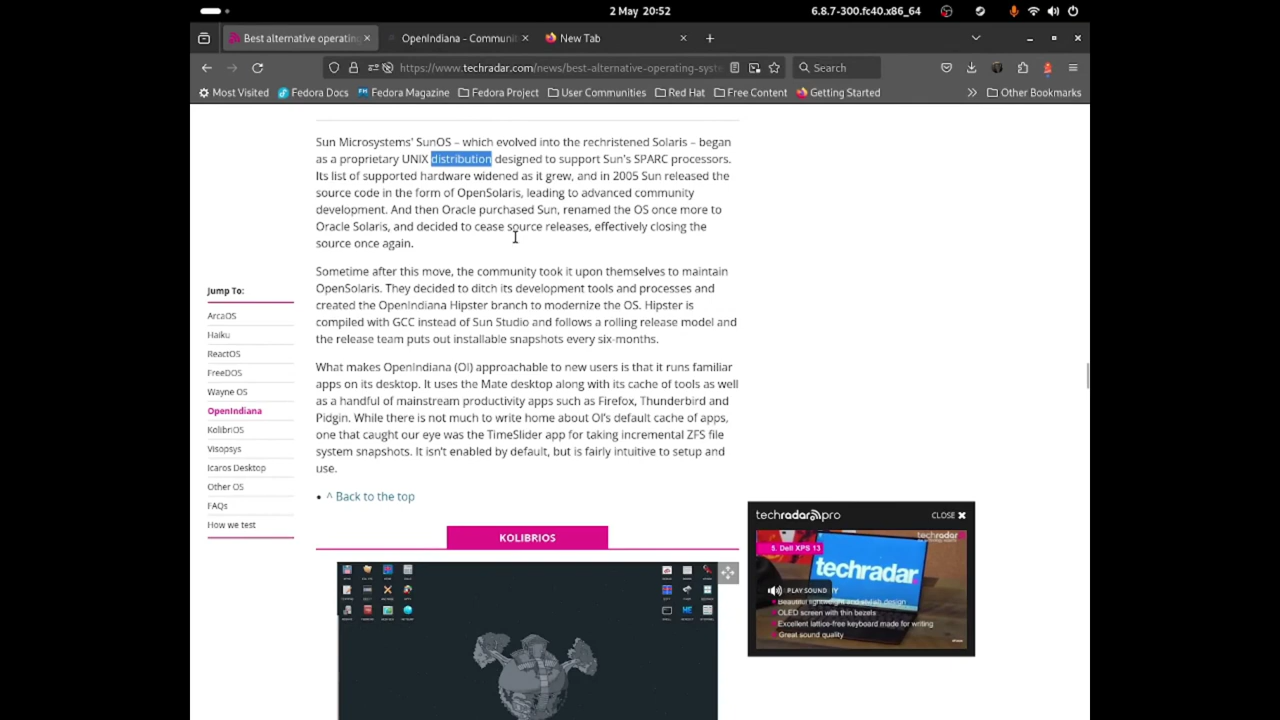 2 May 20:52
6.8.7-300.fc40.x86_64
Best alternative operatin
OpenIndiana – Communit
New Tab
https://www.techradar.com/news/best-alternative-operating-syste
Search
Most Visited
Fedora Docs
Fedora Magazine
Fedora Project
User Communities
Red Hat
Free Content
Getting Started
Other Bookmarks
Sun Microsystems' SunOS – which evolved into the rechristened Solaris – began
as a proprietary UNIX distribution designed to support Sun's SPARC processors.
Its list of supported hardware widened as it grew, and in 2005 Sun released the
source code in the form of OpenSolaris, leading to advanced community
development. And then Oracle purchased Sun, renamed the OS once more to
Oracle Solaris, and decided to cease source releases, effectively closing the
source once again.
Sometime after this move, the community took it upon themselves to maintain
OpenSolaris. They decided to ditch its development tools and processes and
created the OpenIndiana Hipster branch to modernize the OS. Hipster is
compiled with GCC instead of Sun Studio and follows a rolling release model and
the release team puts out installable snapshots every six-months.
What makes OpenIndiana (OI) approachable to new users is that it runs familiar
apps on its desktop. It uses the Mate desktop along with its cache of tools as well
as a handful of mainstream productivity apps such as Firefox, Thunderbird and
Pidgin. While there is not much to write home about OI's default cache of apps,
one that caught our eye was the TimeSlider app for taking incremental ZFS file
system snapshots. It isn't enabled by default, but is fairly intuitive to setup and
use.
• ^ Back to the top
KOLIBRIOS
Jump To:
ArcaOS
Haiku
ReactOS
FreeDOS
Wayne OS
OpenIndiana
KolibriOS
Visopsys
Icaros Desktop
Other OS
FAQs
How we test
techradar pro
CLOSE
techradar
5. Dell XPS 13
techradar
PLAY SOUND
Beautiful lightweight and stylish design
OLED screen with thin bezels
Excellent lattice-free keyboard made for writing
Great sound quality